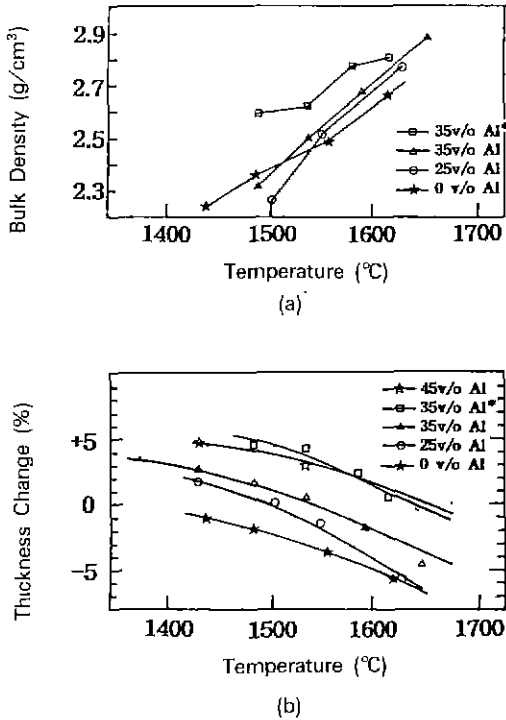 Bulk Density (g/cm³)
2.9
2.7
2.5
2.3
35v/o Al*
35v/o Al
25v/o Al
0 v/o Al
1400 1500 1600 1700
Temperature (°C)
(a)
Thickness Change (%)
+5
0
−5
45v/o Al
35v/o Al*
35v/o Al
25v/o Al
0 v/o Al
1400 1500 1600 1700
Temperature (°C)
(b)